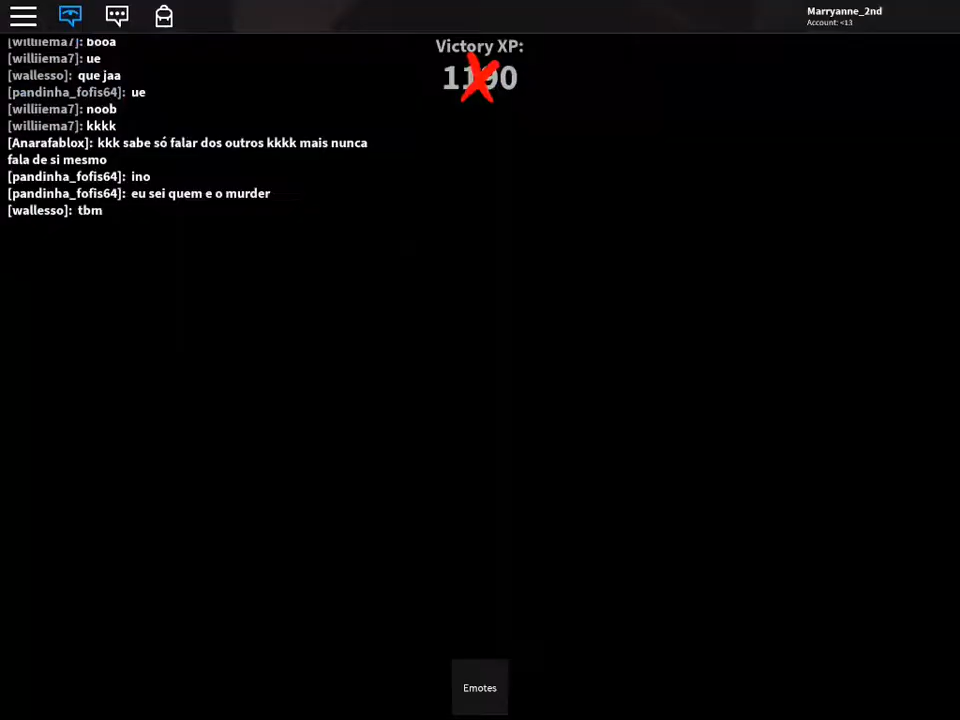 Marryanne_2nd
Account: <13
[williiema7]: booa
[williiema7]: ue
[wallesso]: que jaa
[pandinha_fofis64]: ue
[williiema7]: noob
[williiema7]: kkkk
[Anarafablox]: kkk sabe só falar dos outros kkkk mais nunca
fala de si mesmo
[pandinha_fofis64]: ino
[pandinha_fofis64]: eu sei quem e o murder
[wallesso]: tbm
Victory XP:
Emotes